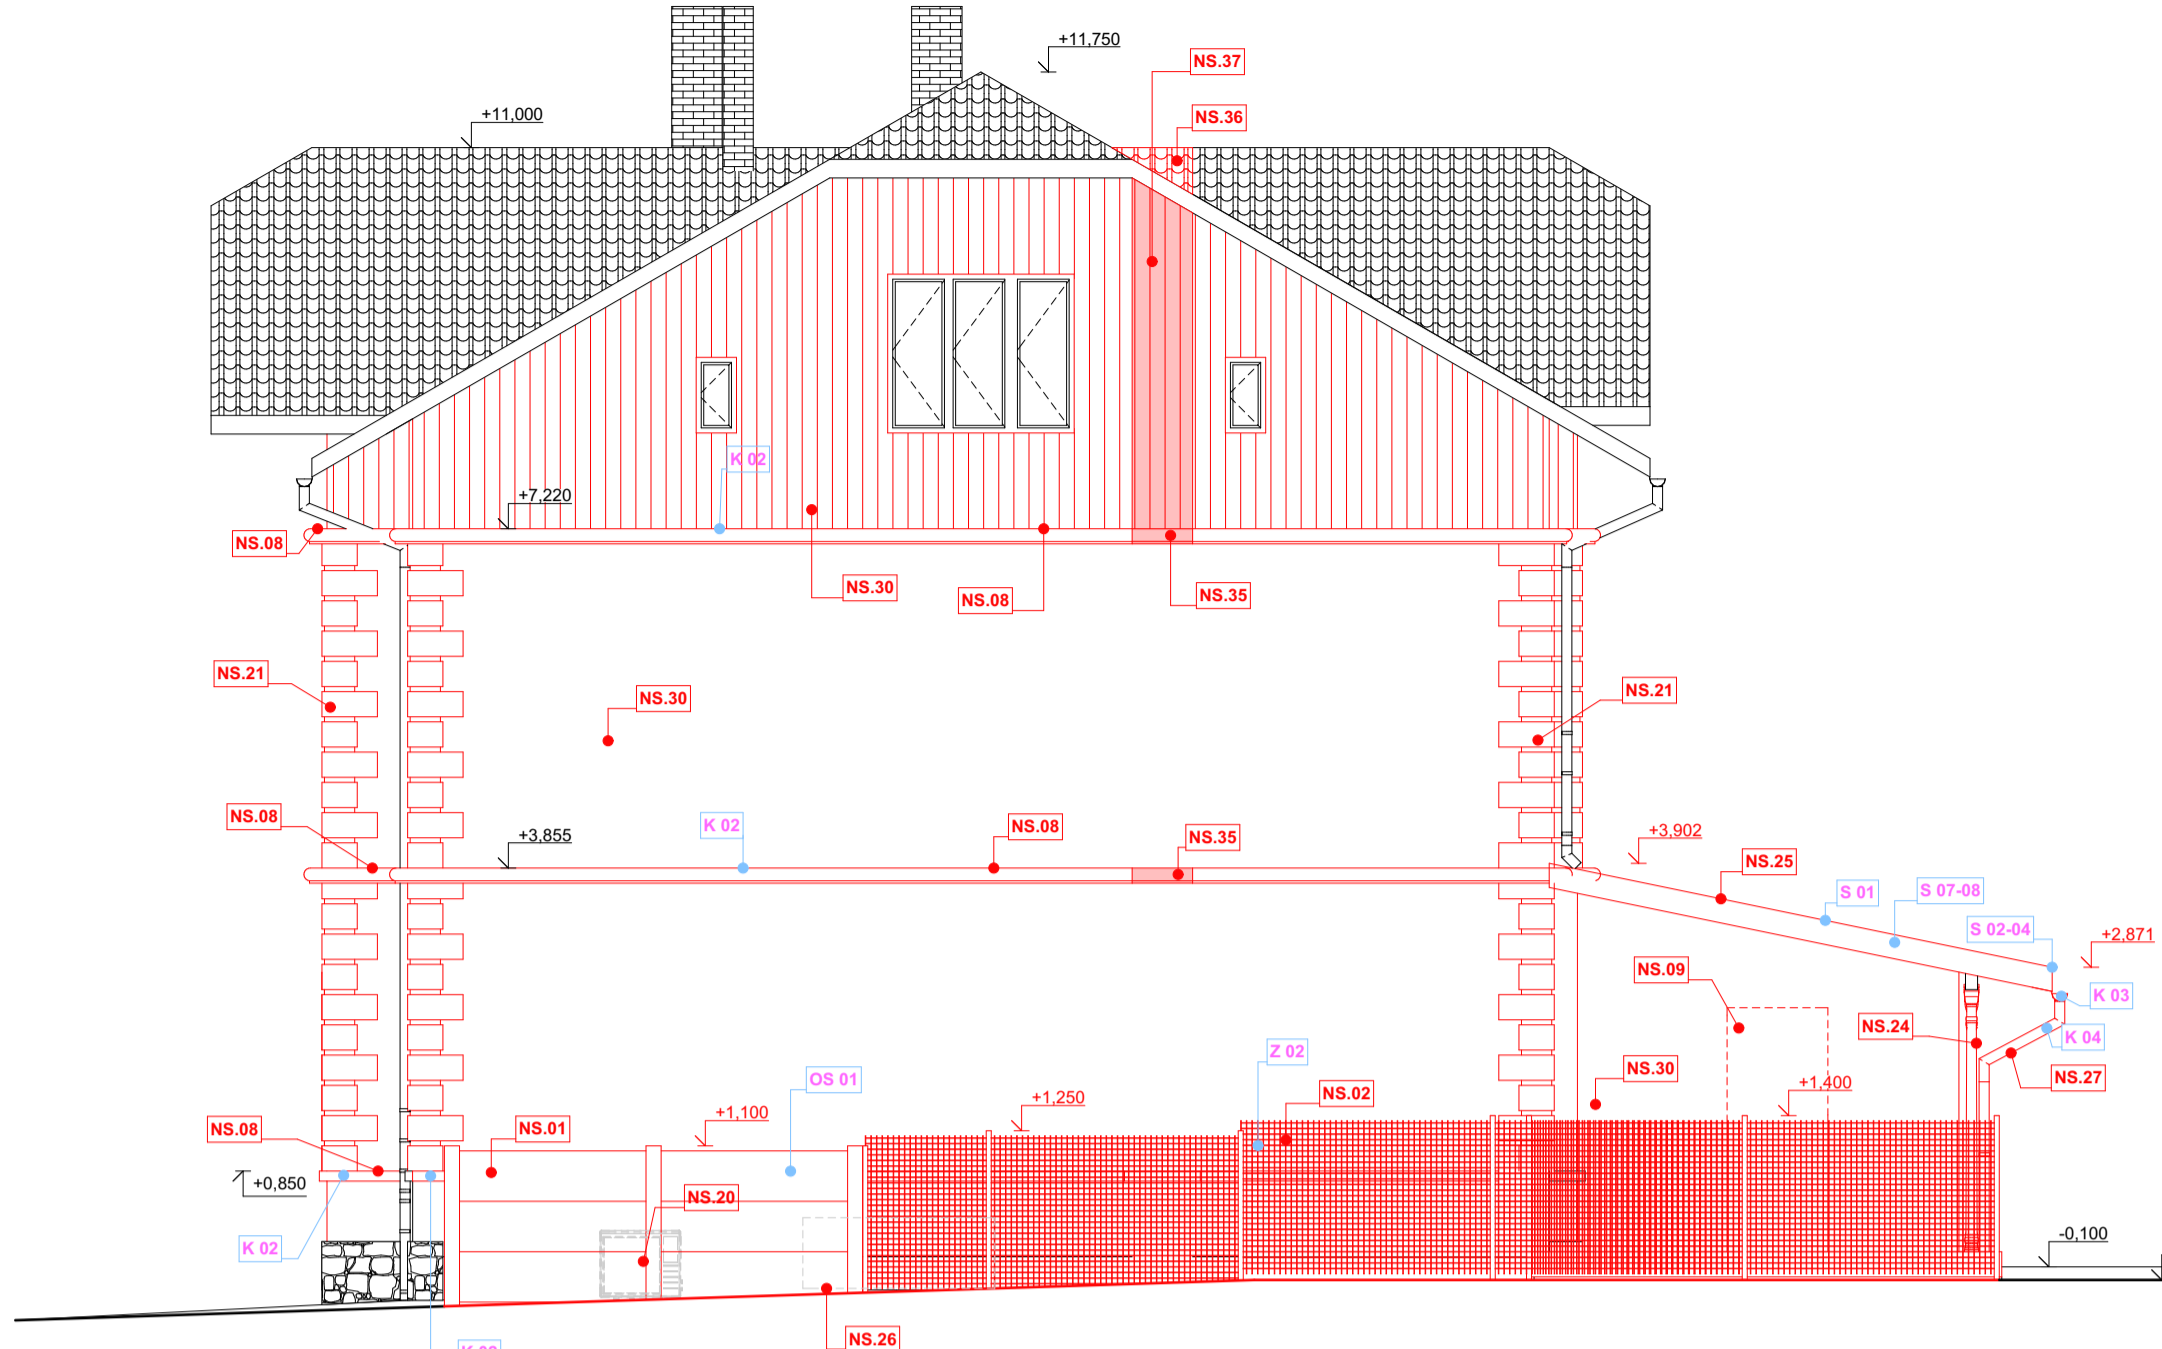 +11,750
NS.37
+11,000
NS.36
K 02
+7,220
NS.08
NS.30
NS.08
NS.35
NS.21
NS.30
NS.21
NS.08
+3,855
K 02
NS.08
NS.35
+3,902
NS.25
S 01
S 07-08
S 02-04
+2,871
NS.09
K 03
NS.24
K 04
Z 02
NS.30
NS.27
OS 01
+1,400
NS.02
+1,250
+1,100
NS.08
NS.01
+0,850
NS.20
K 02
-0,100
NS.26